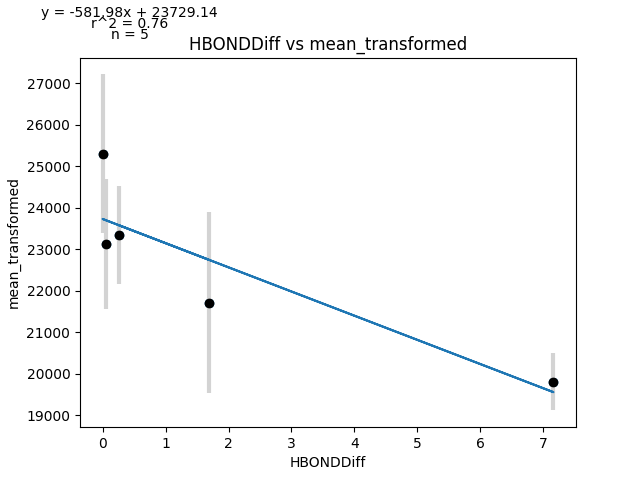 y = -581.98x + 23729.14
r^2 = 0.76
n = 5
HBONDDiff vs mean_transformed
27000
26000
25000
24000
23000
22000
21000
20000
19000
mean_transformed
0 1 2 3 4 5 6 7
HBONDDiff